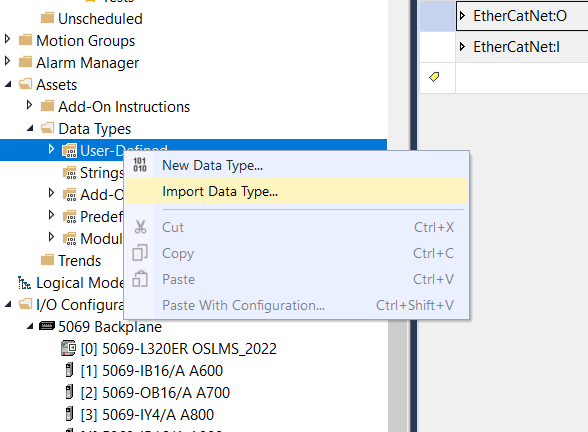 Tests
Unscheduled
Motion Groups
Alarm Manager
Assets
Add-On Instructions
Data Types
User-Defined
Strings
Add-O
Predef
Modul
Trends
Logical Mode
I/O Configura
5069 Backplane
[0] 5069-L320ER OSLMS_2022
[1] 5069-IB16/A A600
[2] 5069-OB16/A A700
[3] 5069-IY4/A A800
New Data Type...
Import Data Type...
Cut Ctrl+X
Copy Ctrl+C
Paste Ctrl+V
Paste With Configuration... Ctrl+Shift+V
EtherCatNet:O
EtherCatNet:I